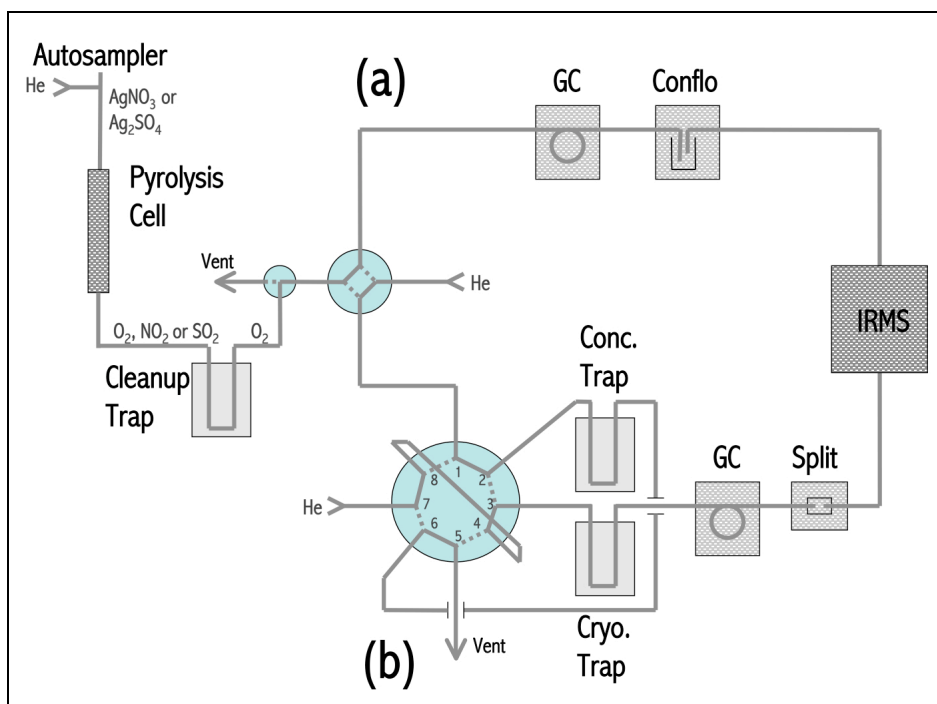 Autosampler
He
AgNO₃ or
Ag₂SO₄
(a)
GC
Conflo
Pyrolysis
Cell
Vent
He
O₂, NO₂ or SO₂
O₂
Cleanup
Trap
IRMS
Conc.
Trap
GC
Split
He
1
2
3
4
5
6
7
8
Cryo.
Trap
Vent
(b)